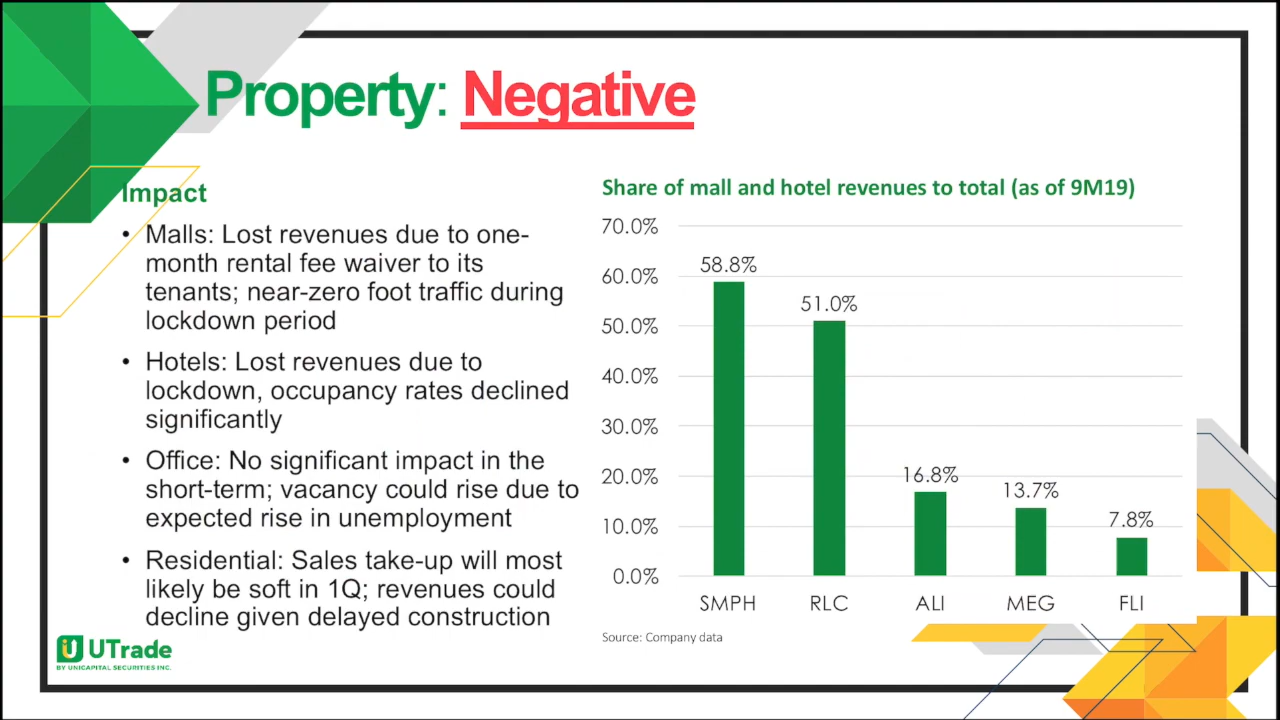 Property: Negative
Impact
• Malls: Lost revenues due to one-
month rental fee waiver to its
tenants; near-zero foot traffic during
lockdown period
• Hotels: Lost revenues due to
lockdown, occupancy rates declined
significantly
• Office: No significant impact in the
short-term; vacancy could rise due to
expected rise in unemployment
• Residential: Sales take-up will most
likely be soft in 1Q; revenues could
decline given delayed construction
Share of mall and hotel revenues to total (as of 9M19)
70.0%
60.0%
50.0%
40.0%
30.0%
20.0%
10.0%
0.0%
58.8%
51.0%
16.8%
13.7%
7.8%
SMPH RLC ALI MEG FLI
Source: Company data
UTrade
BY UNICAPITAL SECURITIES INC.